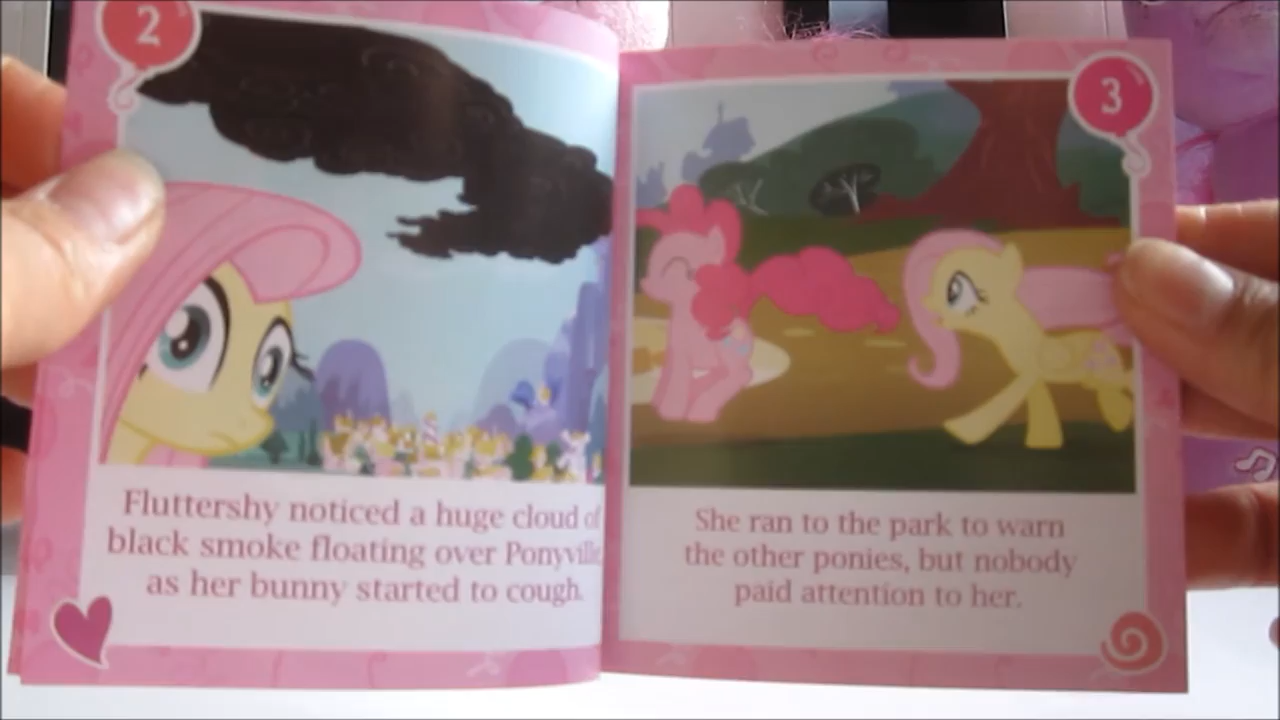 2
Fluttershy noticed a huge cloud of
black smoke floating over Ponyville
as her bunny started to cough.
3
She ran to the park to warn
the other ponies, but nobody
paid attention to her.